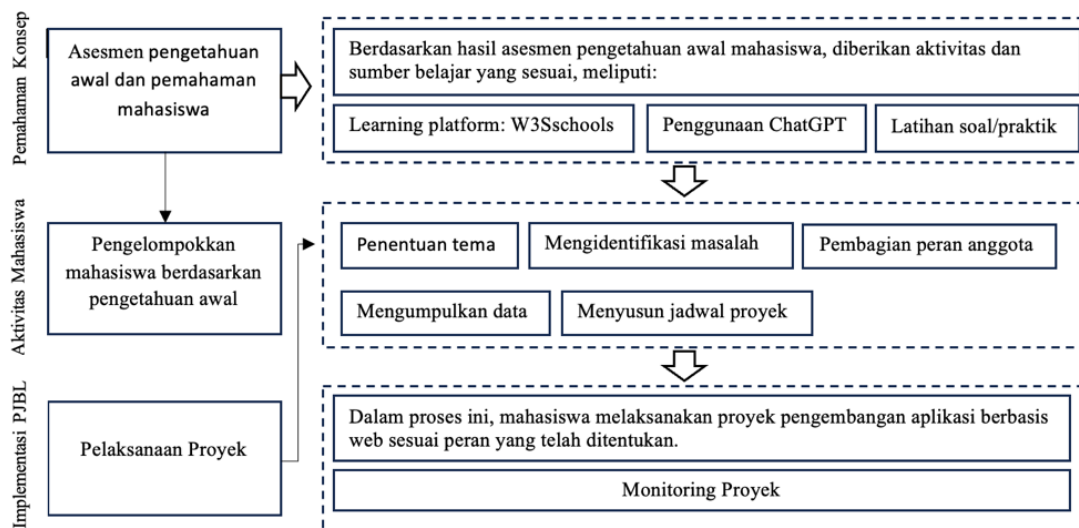 Pemahaman Konsep
Asesmen pengetahuan
awal dan pemahaman
mahasiswa
Berdasarkan hasil asesmen pengetahuan awal mahasiswa, diberikan aktivitas dan
sumber belajar yang sesuai, meliputi:
Learning platform: W3Sschools
Penggunaan ChatGPT
Latihan soal/praktik
Aktivitas Mahasiswa
Pengelompokkan
mahasiswa berdasarkan
pengetahuan awal
Penentuan tema
Mengidentifikasi masalah
Pembagian peran anggota
Mengumpulkan data
Menyusun jadwal proyek
Implementasi PJBL
Pelaksanaan Proyek
Dalam proses ini, mahasiswa melaksanakan proyek pengembangan aplikasi berbasis
web sesuai peran yang telah ditentukan.
Monitoring Proyek